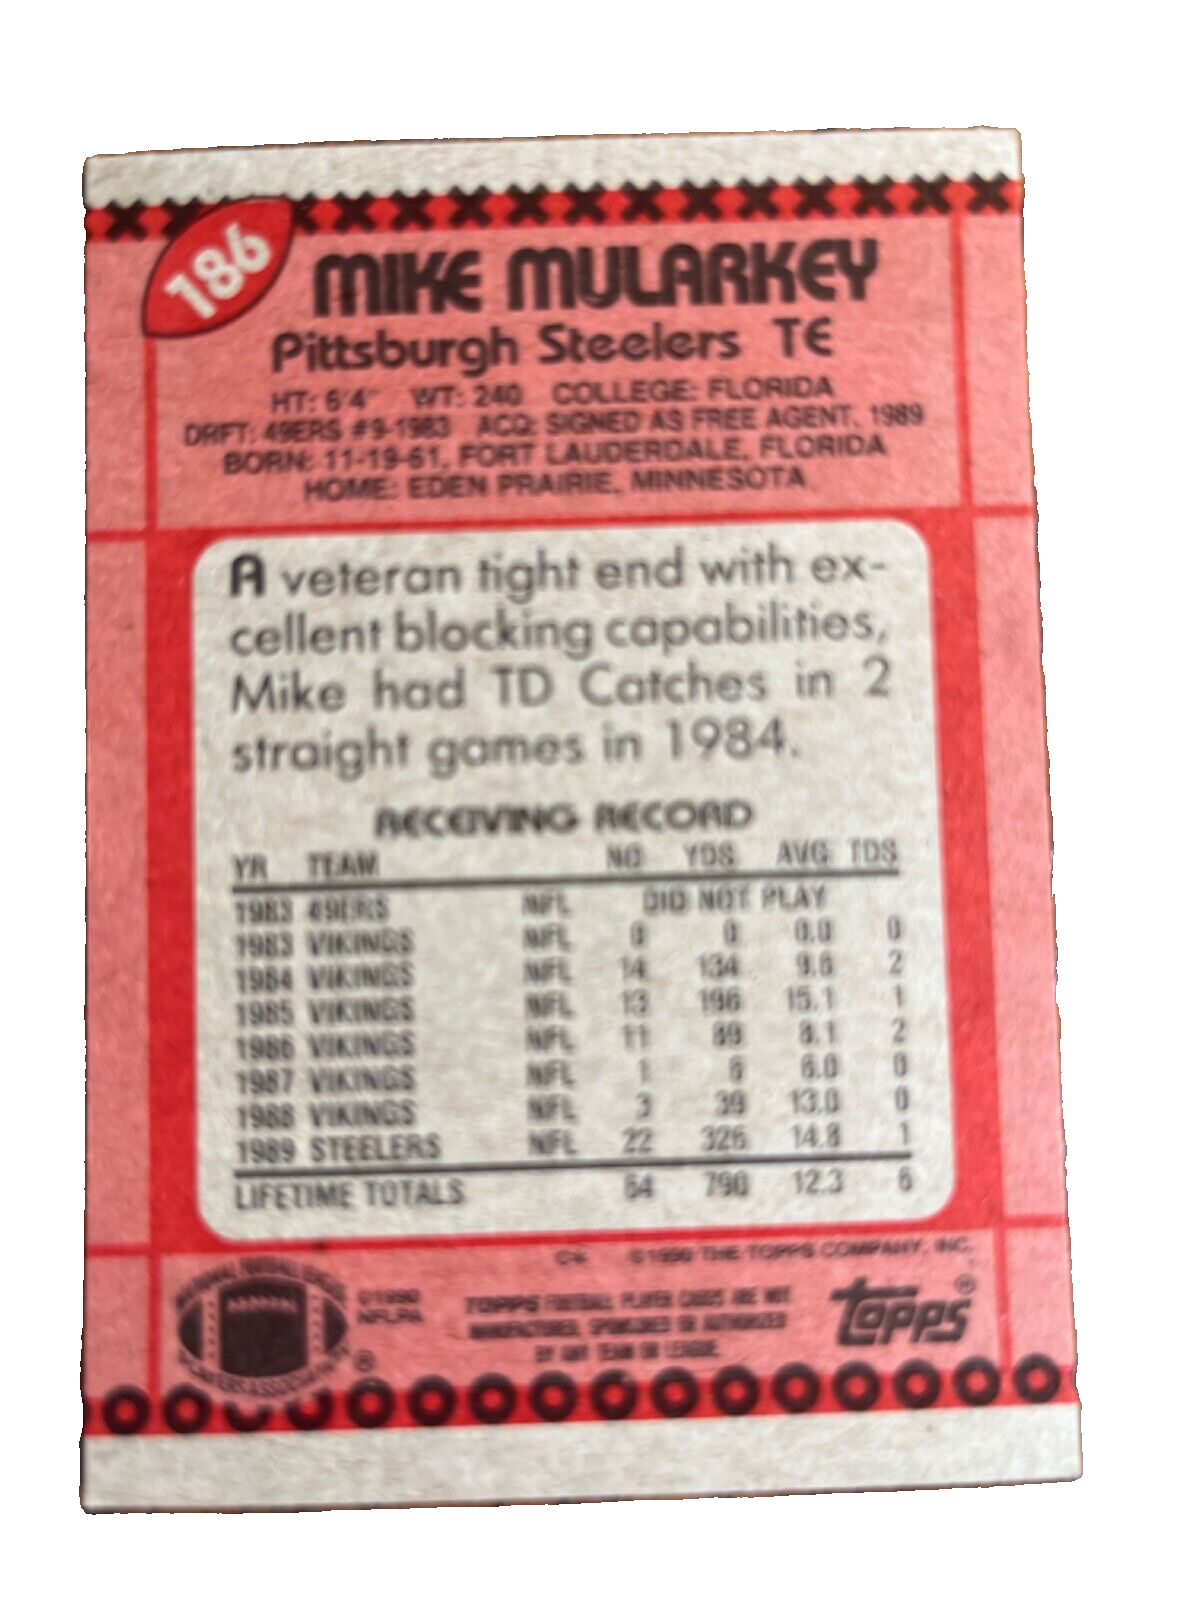 186
MIKE MULARKEY
Pittsburgh Steelers TE
HT: 6'4" WT: 240 COLLEGE: FLORIDA
DRFT: 49ERS #9-1983 ACQ: SIGNED AS FREE AGENT, 1989
BORN: 11-19-61, FORT LAUDERDALE, FLORIDA
HOME: EDEN PRAIRIE, MINNESOTA
A veteran tight end with ex-
cellent blocking capabilities,
Mike had TD Catches in 2
straight games in 1984.
RECEIVING RECORD
YR TEAM NO YDS AVG TDS
1983 49ERS NFL DID NOT PLAY
1983 VIKINGS NFL 0 0 0.0 0
1984 VIKINGS NFL 14 134 9.6 2
1985 VIKINGS NFL 13 196 15.1 1
1986 VIKINGS NFL 11 89 8.1 2
1987 VIKINGS NFL 1 6 6.0 0
1988 VIKINGS NFL 3 39 13.0 0
1989 STEELERS NFL 22 326 14.8 1
LIFETIME TOTALS 64 790 12.3 6
©1990 THE TOPPS COMPANY, INC.
©1990
NFLPA
TOPPS FOOTBALL PLAYER CARDS ARE NOT
MANUFACTURED, SPONSORED OR AUTHORIZED
BY ANY TEAM OR LEAGUE.
topps®